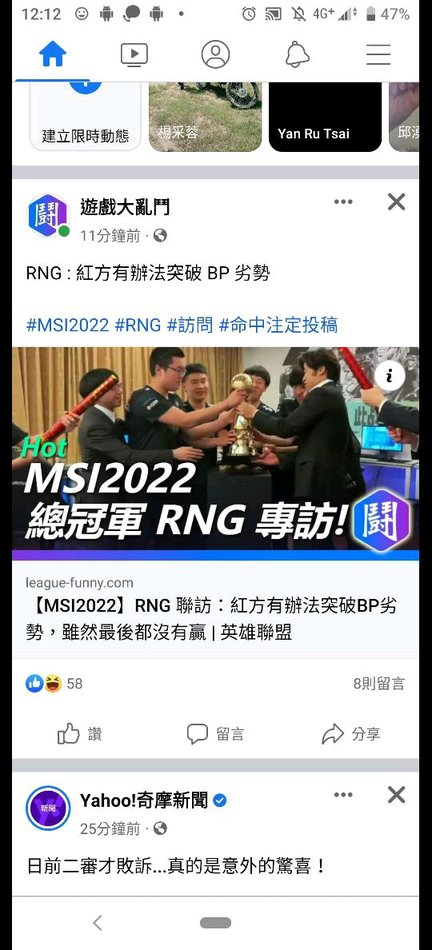 12:12 4G+ 47%
建立限時動態
楊采蓉
Yan Ru Tsai
邱湧
鬪
遊戲大亂鬥
11分鐘前
RNG : 紅方有辦法突破 BP 劣勢
#MSI2022 #RNG #訪問 #命中注定投稿
Hot
MSI2022
總冠軍 RNG 專訪!
鬪
league-funny.com
【MSI2022】RNG 聯訪：紅方有辦法突破BP劣
勢，雖然最後都沒有贏 | 英雄聯盟
58
8則留言
讚 留言 分享
新聞
Yahoo!奇摩新聞
25分鐘前
日前二審才敗訴...真的是意外的驚喜！